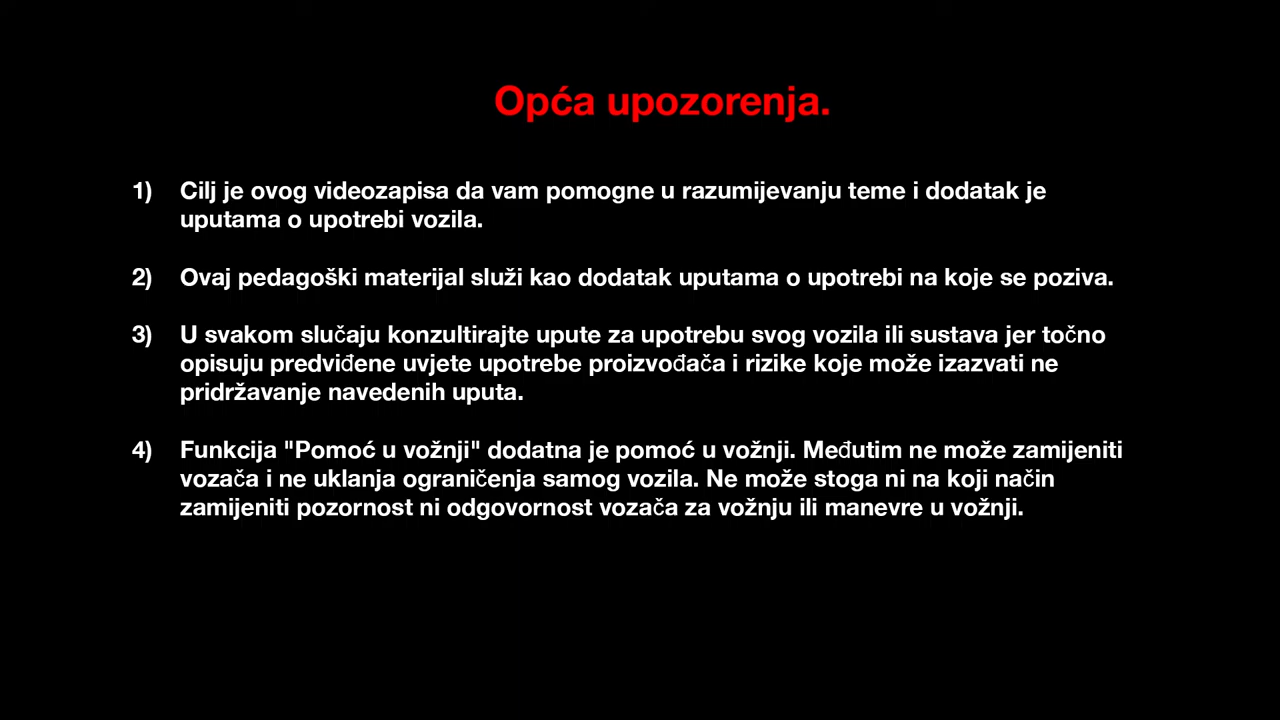 Opća upozorenja.
1) Cilj je ovog videozapisa da vam pomogne u razumijevanju teme i dodatak je
uputama o upotrebi vozila.
2) Ovaj pedagoški materijal služi kao dodatak uputama o upotrebi na koje se poziva.
3) U svakom slučaju konzultirajte upute za upotrebu svog vozila ili sustava jer točno
opisuju predviđene uvjete upotrebe proizvođača i rizike koje može izazvati ne
pridržavanje navedenih uputa.
4) Funkcija "Pomoć u vožnji" dodatna je pomoć u vožnji. Međutim ne može zamijeniti
vozača i ne uklanja ograničenja samog vozila. Ne može stoga ni na koji način
zamijeniti pozornost ni odgovornost vozača za vožnju ili manevre u vožnji.